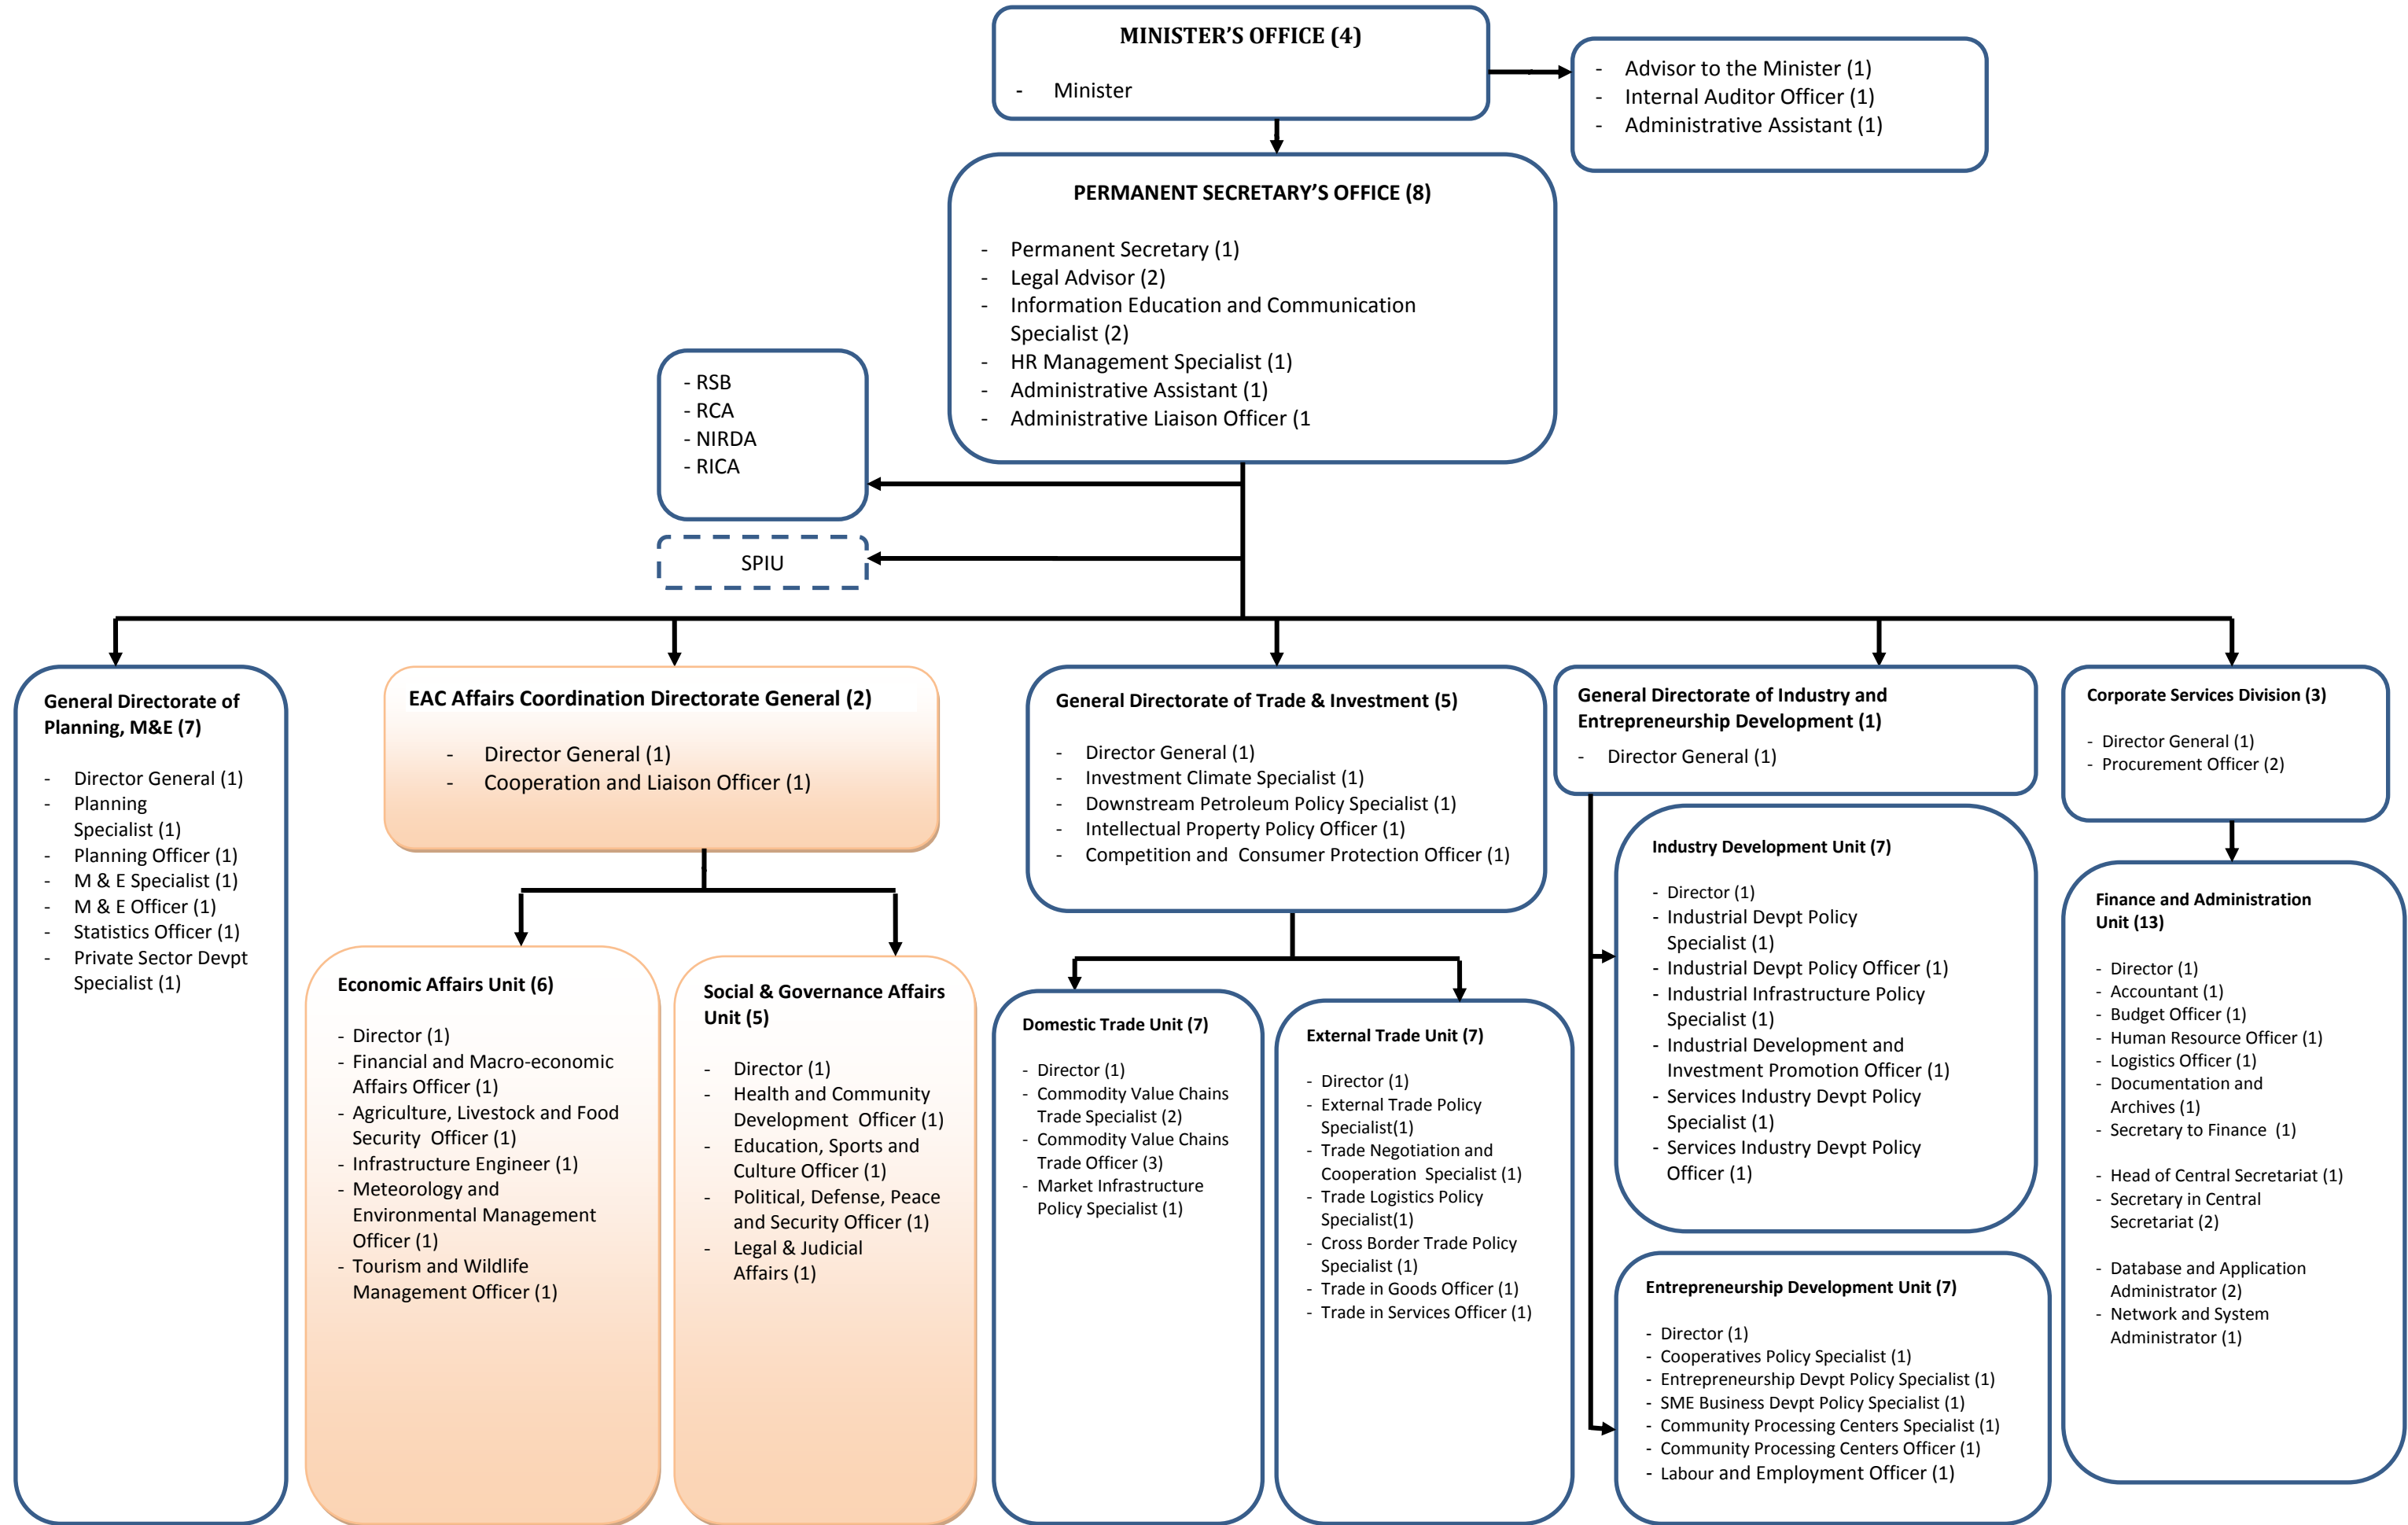 MINISTER’S OFFICE (4)
- Minister
- Advisor to the Minister (1)
- Internal Auditor Officer (1)
- Administrative Assistant (1)
PERMANENT SECRETARY’S OFFICE (8)
- Permanent Secretary (1)
- Legal Advisor (2)
- Information Education and Communication
Specialist (2)
- HR Management Specialist (1)
- Administrative Assistant (1)
- Administrative Liaison Officer (1
- RSB
- RCA
- NIRDA
- RICA
SPIU
General Directorate of
Planning, M&E (7)
- Director General (1)
- Planning
Specialist (1)
- Planning Officer (1)
- M & E Specialist (1)
- M & E Officer (1)
- Statistics Officer (1)
- Private Sector Devpt
Specialist (1)
EAC Affairs Coordination Directorate General (2)
- Director General (1)
- Cooperation and Liaison Officer (1)
Economic Affairs Unit (6)
- Director (1)
- Financial and Macro-economic
Affairs Officer (1)
- Agriculture, Livestock and Food
Security Officer (1)
- Infrastructure Engineer (1)
- Meteorology and
Environmental Management
Officer (1)
- Tourism and Wildlife
Management Officer (1)
Social & Governance Affairs
Unit (5)
- Director (1)
- Health and Community
Development Officer (1)
- Education, Sports and
Culture Officer (1)
- Political, Defense, Peace
and Security Officer (1)
- Legal & Judicial
Affairs (1)
General Directorate of Trade & Investment (5)
- Director General (1)
- Investment Climate Specialist (1)
- Downstream Petroleum Policy Specialist (1)
- Intellectual Property Policy Officer (1)
- Competition and Consumer Protection Officer (1)
Domestic Trade Unit (7)
- Director (1)
- Commodity Value Chains
Trade Specialist (2)
- Commodity Value Chains
Trade Officer (3)
- Market Infrastructure
Policy Specialist (1)
External Trade Unit (7)
- Director (1)
- External Trade Policy
Specialist(1)
- Trade Negotiation and
Cooperation Specialist (1)
- Trade Logistics Policy
Specialist(1)
- Cross Border Trade Policy
Specialist (1)
- Trade in Goods Officer (1)
- Trade in Services Officer (1)
General Directorate of Industry and
Entrepreneurship Development (1)
- Director General (1)
Industry Development Unit (7)
- Director (1)
- Industrial Devpt Policy
Specialist (1)
- Industrial Devpt Policy Officer (1)
- Industrial Infrastructure Policy
Specialist (1)
- Industrial Development and
Investment Promotion Officer (1)
- Services Industry Devpt Policy
Specialist (1)
- Services Industry Devpt Policy
Officer (1)
Entrepreneurship Development Unit (7)
- Director (1)
- Cooperatives Policy Specialist (1)
- Entrepreneurship Devpt Policy Specialist (1)
- SME Business Devpt Policy Specialist (1)
- Community Processing Centers Specialist (1)
- Community Processing Centers Officer (1)
- Labour and Employment Officer (1)
Corporate Services Division (3)
- Director General (1)
- Procurement Officer (2)
Finance and Administration
Unit (13)
- Director (1)
- Accountant (1)
- Budget Officer (1)
- Human Resource Officer (1)
- Logistics Officer (1)
- Documentation and
Archives (1)
- Secretary to Finance (1)
- Head of Central Secretariat (1)
- Secretary in Central
Secretariat (2)
- Database and Application
Administrator (2)
- Network and System
Administrator (1)